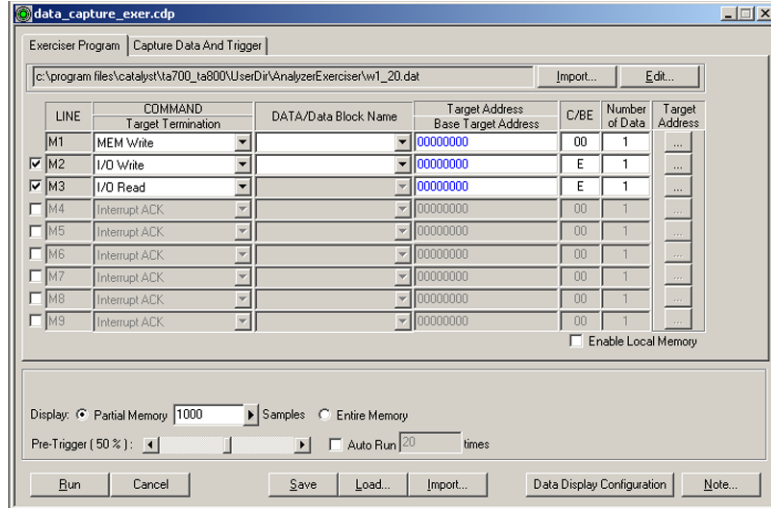 data_capture_exer.cdp
Exerciser Program Capture Data And Trigger
c:\program files\catalyst\ta700_ta800\UserDir\AnalyzerExerciser\w1_20.dat Import... Edit...
LINE COMMAND Target Termination DATA/Data Block Name Target Address Base Target Address C/BE Number of Data Target Address
M1 MEM Write 00000000 00 1 ...
M2 I/O Write 00000000 E 1 ...
M3 I/O Read 00000000 E 1 ...
M4 Interrupt ACK 00000000 00 1 ...
M5 Interrupt ACK 00000000 00 1 ...
M6 Interrupt ACK 00000000 00 1 ...
M7 Interrupt ACK 00000000 00 1 ...
M8 Interrupt ACK 00000000 00 1 ...
M9 Interrupt ACK 00000000 00 1 ...
Enable Local Memory
Display: Partial Memory 1000 Samples Entire Memory
Pre-Trigger ( 50 % ) : Auto Run 20 times
Run Cancel Save Load... Import... Data Display Configuration Note...